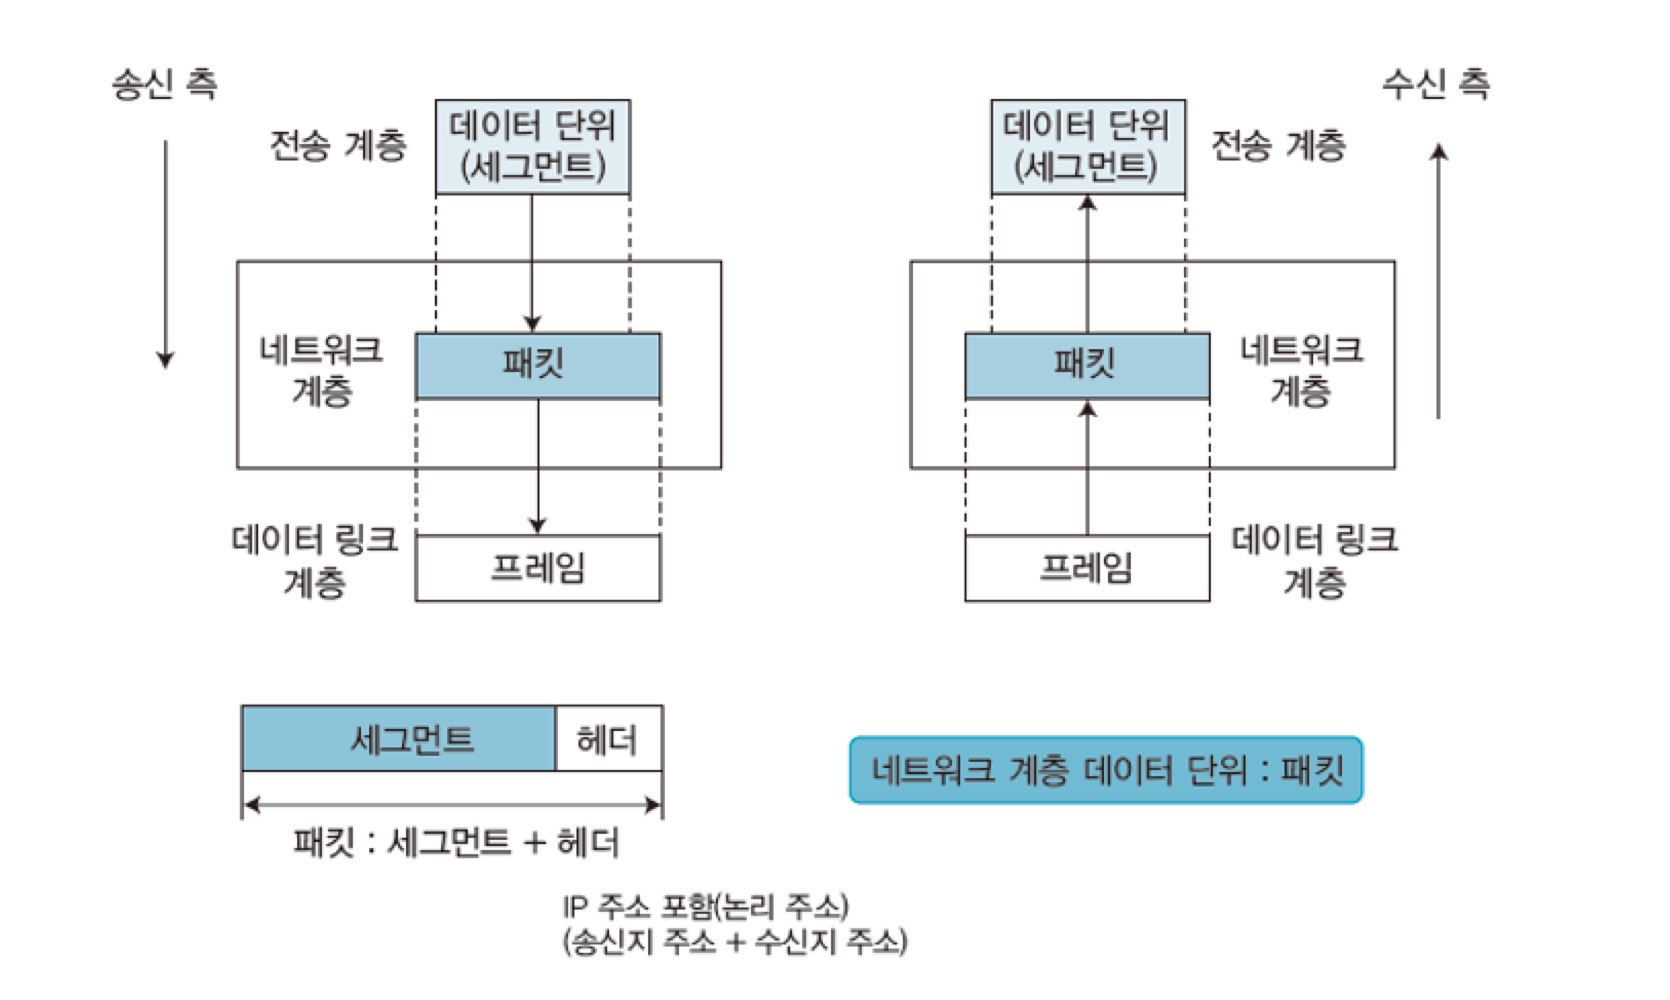 송신 측
수신 측
전송 계층
데이터 단위
(세그먼트)
데이터 단위
(세그먼트)
전송 계층
네트워크
계층
패킷
패킷
네트워크
계층
데이터 링크
계층
프레임
프레임
데이터 링크
계층
세그먼트
헤더
패킷 : 세그먼트 + 헤더
네트워크 계층 데이터 단위 : 패킷
IP 주소 포함(논리 주소)
(송신지 주소 + 수신지 주소)